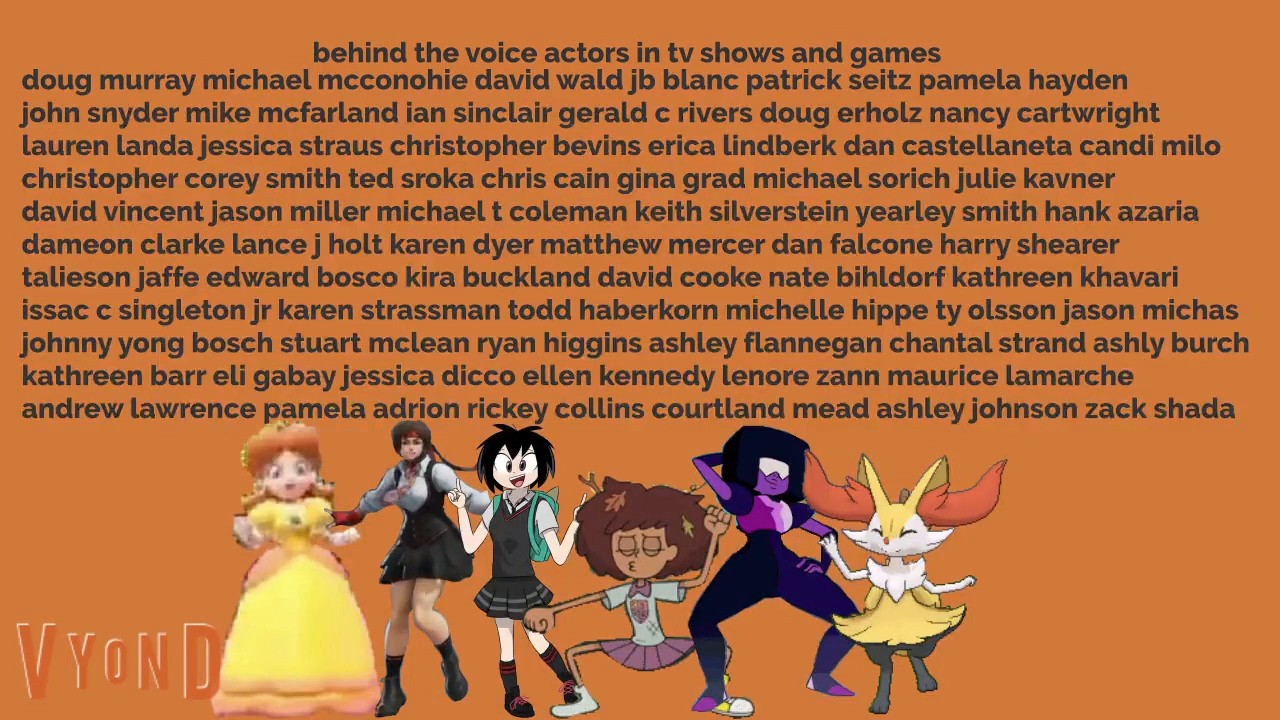 behind the voice actors in tv shows and games
doug murray michael mcconohie david wald jb blanc patrick seitz pamela hayden
john snyder mike mcfarland ian sinclair gerald c rivers doug erholz nancy cartwright
lauren landa jessica straus christopher bevins erica lindberk dan castellaneta candi milo
christopher corey smith ted sroka chris cain gina grad michael sorich julie kavner
david vincent jason miller michael t coleman keith silverstein yearley smith hank azaria
dameon clarke lance j holt karen dyer matthew mercer dan falcone harry shearer
talieson jaffe edward bosco kira buckland david cooke nate bihldorf kathreen khavari
issac c singleton jr karen strassman todd haberkorn michelle hippe ty olsson jason michas
johnny yong bosch stuart mclean ryan higgins ashley flannegan chantal strand ashly burch
kathreen barr eli gabay jessica dicco ellen kennedy lenore zann maurice lamarche
andrew lawrence pamela adrion rickey collins courtland mead ashley johnson zack shada
VYOND